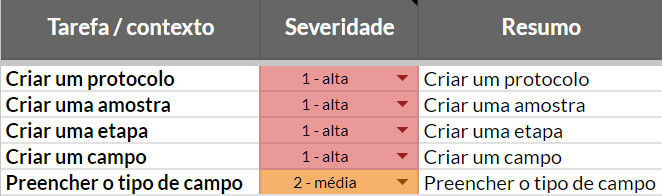 Tarefa / contexto Severidade Resumo
Criar um protocolo 1 - alta Criar um protocolo
Criar uma amostra 1 - alta Criar uma amostra
Criar uma etapa 1 - alta Criar uma etapa
Criar um campo 1 - alta Criar um campo
Preencher o tipo de campo 2 - média Preencher o tipo de campo